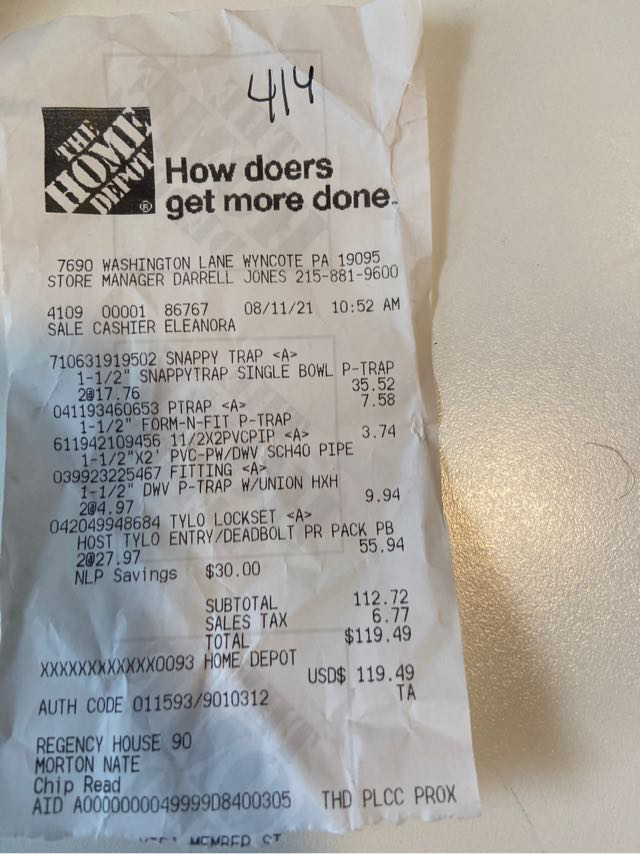 414
THE
HOME
DEPOT
How doers
get more done.
7690 WASHINGTON LANE WYNCOTE PA 19095
STORE MANAGER DARRELL JONES 215-881-9600
4109 00001 86767 08/11/21 10:52 AM
SALE CASHIER ELEANORA
710631919502 SNAPPY TRAP <A>
1-1/2" SNAPPYTRAP SINGLE BOWL P-TRAP
2@17.76 35.52
041193460653 PTRAP <A> 7.58
1-1/2" FORM-N-FIT P-TRAP
611942109456 11/2X2PVCPIP <A> 3.74
1-1/2"X2' PVC-PW/DWV SCH40 PIPE
039923225467 FITTING <A>
1-1/2" DWV P-TRAP W/UNION HXH
2@4.97 9.94
042049948684 TYLO LOCKSET <A>
HOST TYLO ENTRY/DEADBOLT PR PACK PB
2@27.97 55.94
NLP Savings $30.00
SUBTOTAL 112.72
SALES TAX 6.77
TOTAL $119.49
XXXXXXXXXXXX0093 HOME DEPOT
USD$ 119.49
AUTH CODE 011593/9010312 TA
REGENCY HOUSE 90
MORTON NATE
Chip Read
AID A0000000049999D8400305 THD PLCC PROX